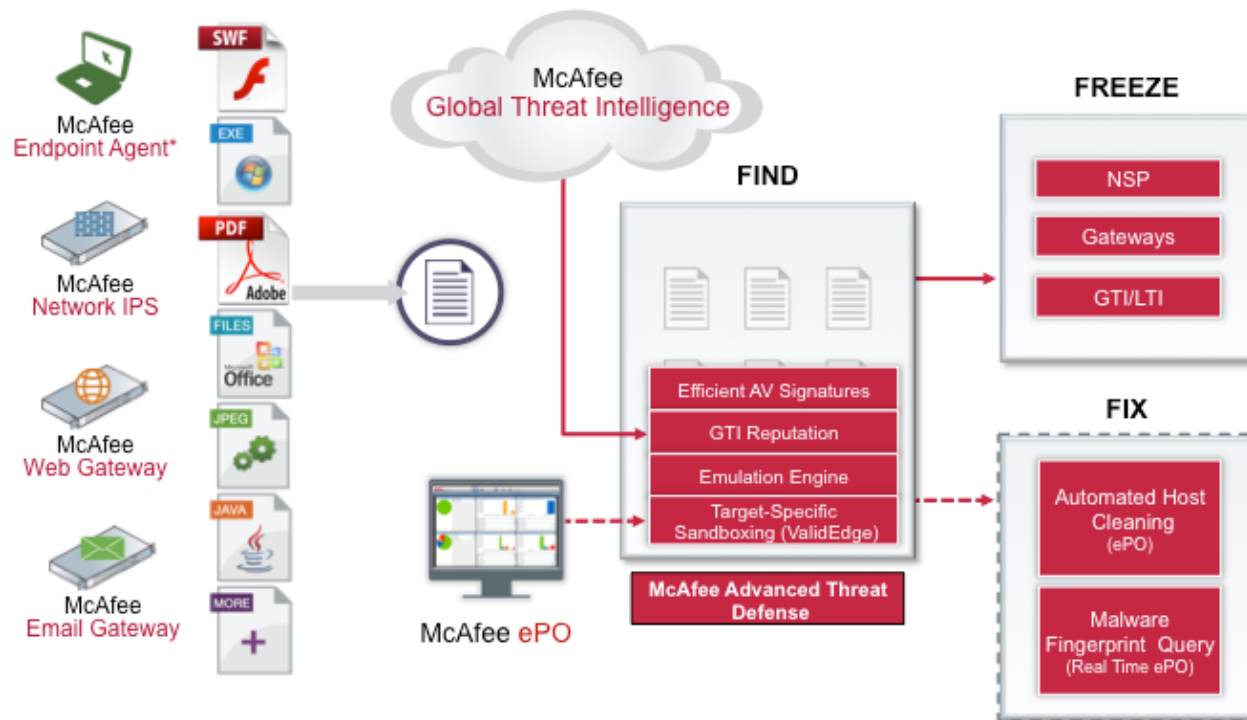 McAfee
Endpoint Agent*
McAfee
Network IPS
McAfee
Web Gateway
McAfee
Email Gateway
SWF
EXE
PDF
Adobe
FILES
Microsoft
Office
JPEG
JAVA
Java
MORE
+
McAfee
Global Threat Intelligence
McAfee ePO
FIND
Efficient AV Signatures
GTI Reputation
Emulation Engine
Target-Specific
Sandboxing (ValidEdge)
McAfee Advanced Threat
Defense
FREEZE
NSP
Gateways
GTI/LTI
FIX
Automated Host
Cleaning
(ePO)
Malware
Fingerprint Query
(Real Time ePO)